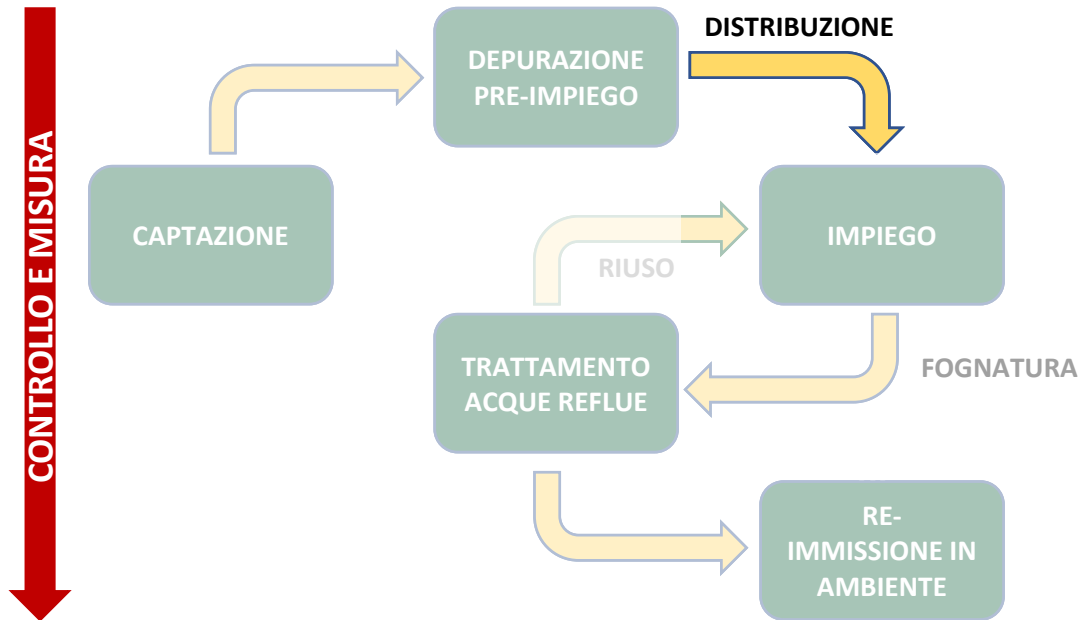 CONTROLLO E MISURA
DISTRIBUZIONE
DEPURAZIONE
PRE-IMPIEGO
CAPTAZIONE
IMPIEGO
RIUSO
TRATTAMENTO
ACQUE REFLUE
FOGNATURA
RE-
IMMISSIONE IN
AMBIENTE